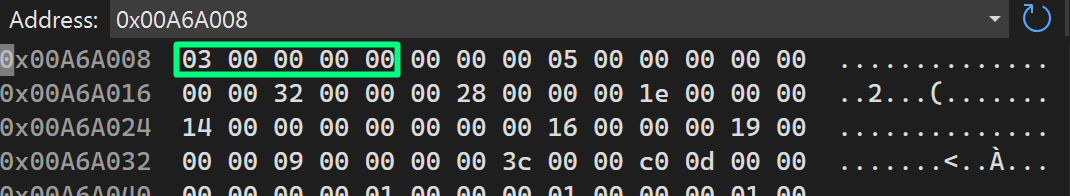 Address: 0x00A6A008
0x00A6A008 03 00 00 00 00 00 00 00 05 00 00 00 00 00 ..............
0x00A6A016 00 00 32 00 00 00 28 00 00 00 1e 00 00 00 ..2...(.......
0x00A6A024 14 00 00 00 00 00 00 00 16 00 00 00 19 00 ..............
0x00A6A032 00 00 09 00 00 00 00 00 3c 00 00 c0 0d 00 00 .......<..À...